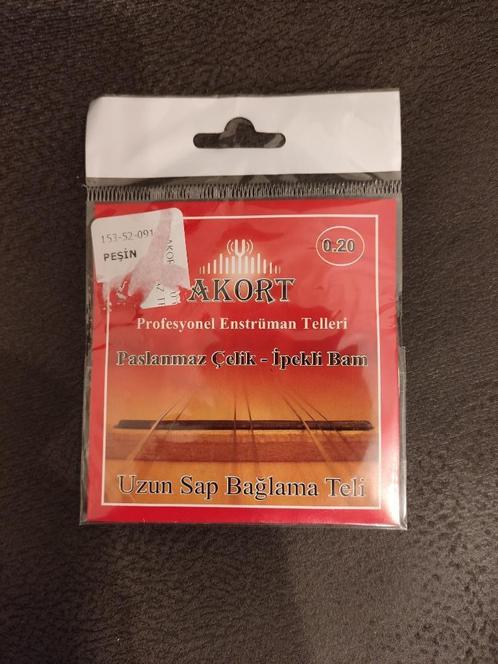 153-52-091
PEŞİN
0.20
AKORT
Profesyonel Enstrüman Telleri
Paslanmaz Çelik - İpekli Bam
Uzun Sap Bağlama Teli